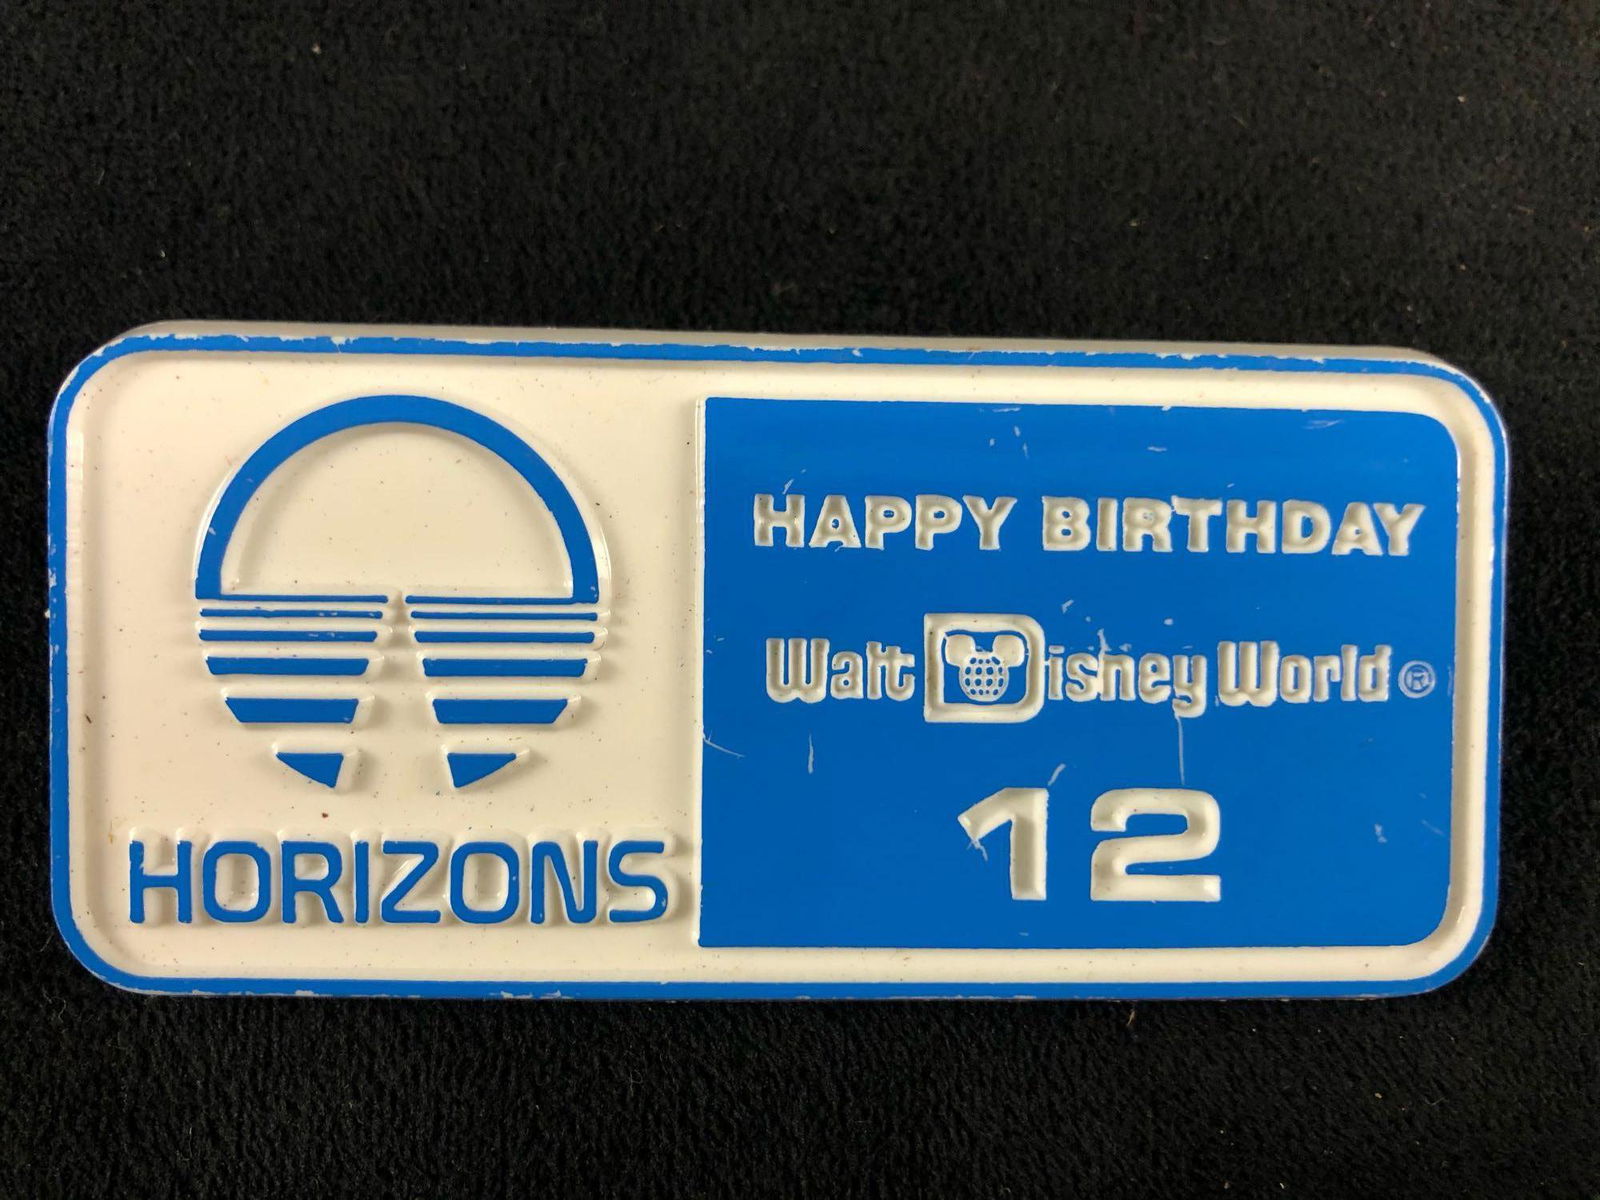 HORIZONS
HAPPY BIRTHDAY
Walt Disney World ®
12